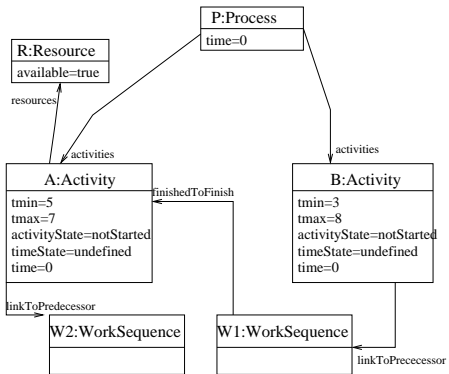 P:Process
time=0
R:Resource
available=true
resources
activities
activities
A:Activity
tmin=5
tmax=7
activityState=notStarted
timeState=undefined
time=0
finishedToFinish
B:Activity
tmin=3
tmax=8
activityState=notStarted
timeState=undefined
time=0
linkToPredecessor
W2:WorkSequence
W1:WorkSequence
linkToPrececessor